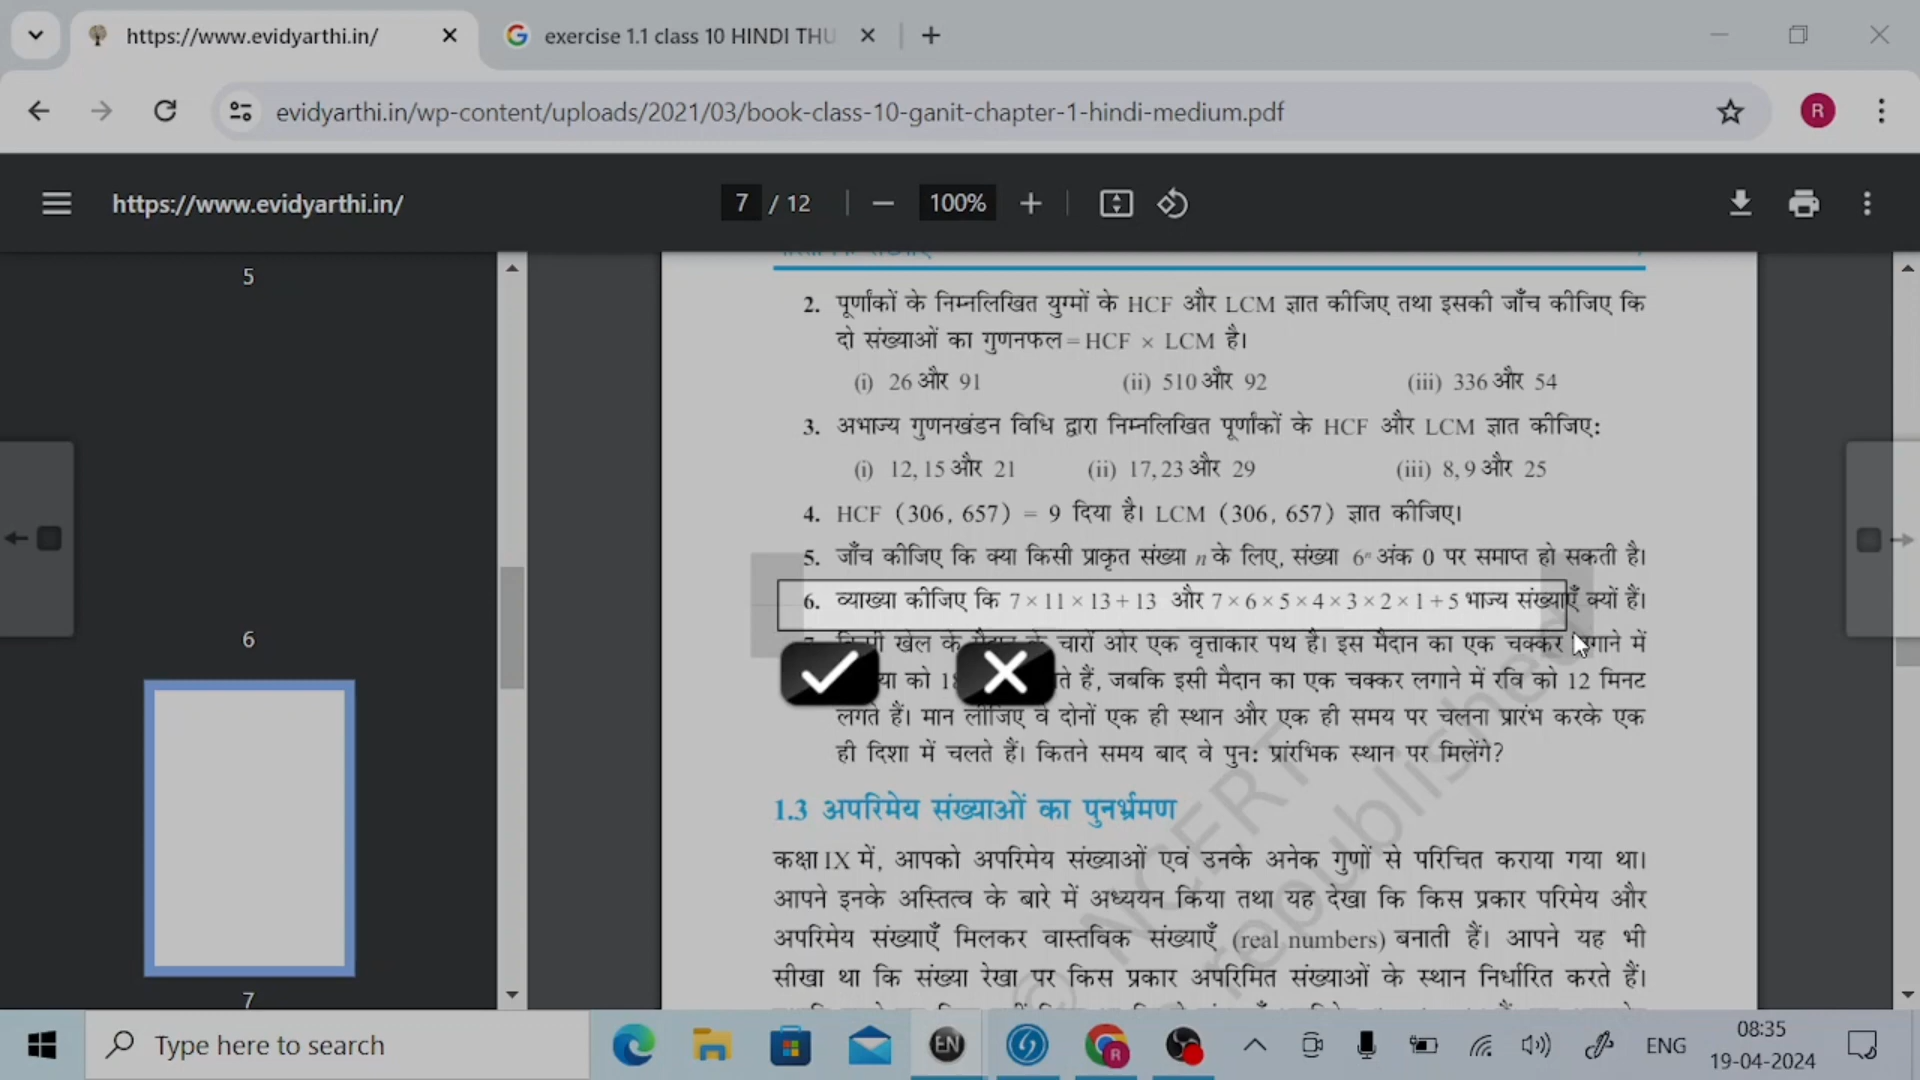 https://www.evidyarthi.in/
exercise 1.1 class 10 HINDI THU
evidyarthi.in/wp-content/uploads/2021/03/book-class-10-ganit-chapter-1-hindi-medium.pdf
R
https://www.evidyarthi.in/
7 / 12
100%
5
6
7
2. पूर्णांकों के निम्नलिखित युग्मों के HCF और LCM ज्ञात कीजिए तथा इसकी जाँच कीजिए कि
दो संख्याओं का गुणनफल = HCF × LCM है।
(i) 26 और 91 (ii) 510 और 92 (iii) 336 और 54
3. अभाज्य गुणनखंडन विधि द्वारा निम्नलिखित पूर्णांकों के HCF और LCM ज्ञात कीजिए:
(i) 12, 15 और 21 (ii) 17, 23 और 29 (iii) 8, 9 और 25
4. HCF (306, 657) = 9 दिया है। LCM (306, 657) ज्ञात कीजिए।
5. जाँच कीजिए कि क्या किसी प्राकृत संख्या n के लिए, संख्या 6ⁿ अंक 0 पर समाप्त हो सकती है।
6. व्याख्या कीजिए कि 7 × 11 × 13 + 13 और 7 × 6 × 5 × 4 × 3 × 2 × 1 + 5 भाज्य संख्याएँ क्यों हैं।
खेल के मैदान के चारों ओर एक वृत्ताकार पथ है। इस मैदान का एक चक्कर लगाने में
को हैं, जबकि इसी मैदान का एक चक्कर लगाने में रवि को 12 मिनट
लगते हैं। मान लीजिए वे दोनों एक ही स्थान और एक ही समय पर चलना प्रारंभ करके एक
ही दिशा में चलते हैं। कितने समय बाद वे पुन: प्रारंभिक स्थान पर मिलेंगे?
1.3 अपरिमेय संख्याओं का पुनर्भ्रमण
कक्षा IX में, आपको अपरिमेय संख्याओं एवं उनके अनेक गुणों से परिचित कराया गया था।
आपने इनके अस्तित्व के बारे में अध्ययन किया तथा यह देखा कि किस प्रकार परिमेय और
अपरिमेय संख्याएँ मिलकर वास्तविक संख्याएँ (real numbers) बनाती हैं। आपने यह भी
सीखा था कि संख्या रेखा पर किस प्रकार अपरिमित संख्याओं के स्थान निर्धारित करते हैं।
© NCERT
republished
Type here to search
EN
R
ENG
08:35
19-04-2024